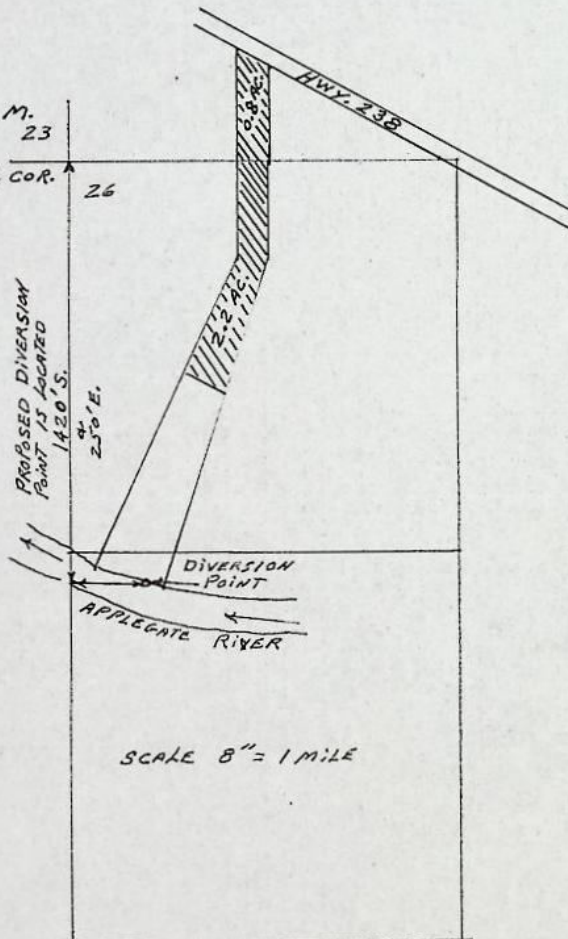 HWY. 238
0.8 AC.
M.
23
COR.
26
2.2 AC.
PROPOSED DIVERSION
POINT IS LOCATED
1420'S.
&
250'E.
DIVERSION
POINT
APPLEGATE RIVER
SCALE 8" = 1 MILE